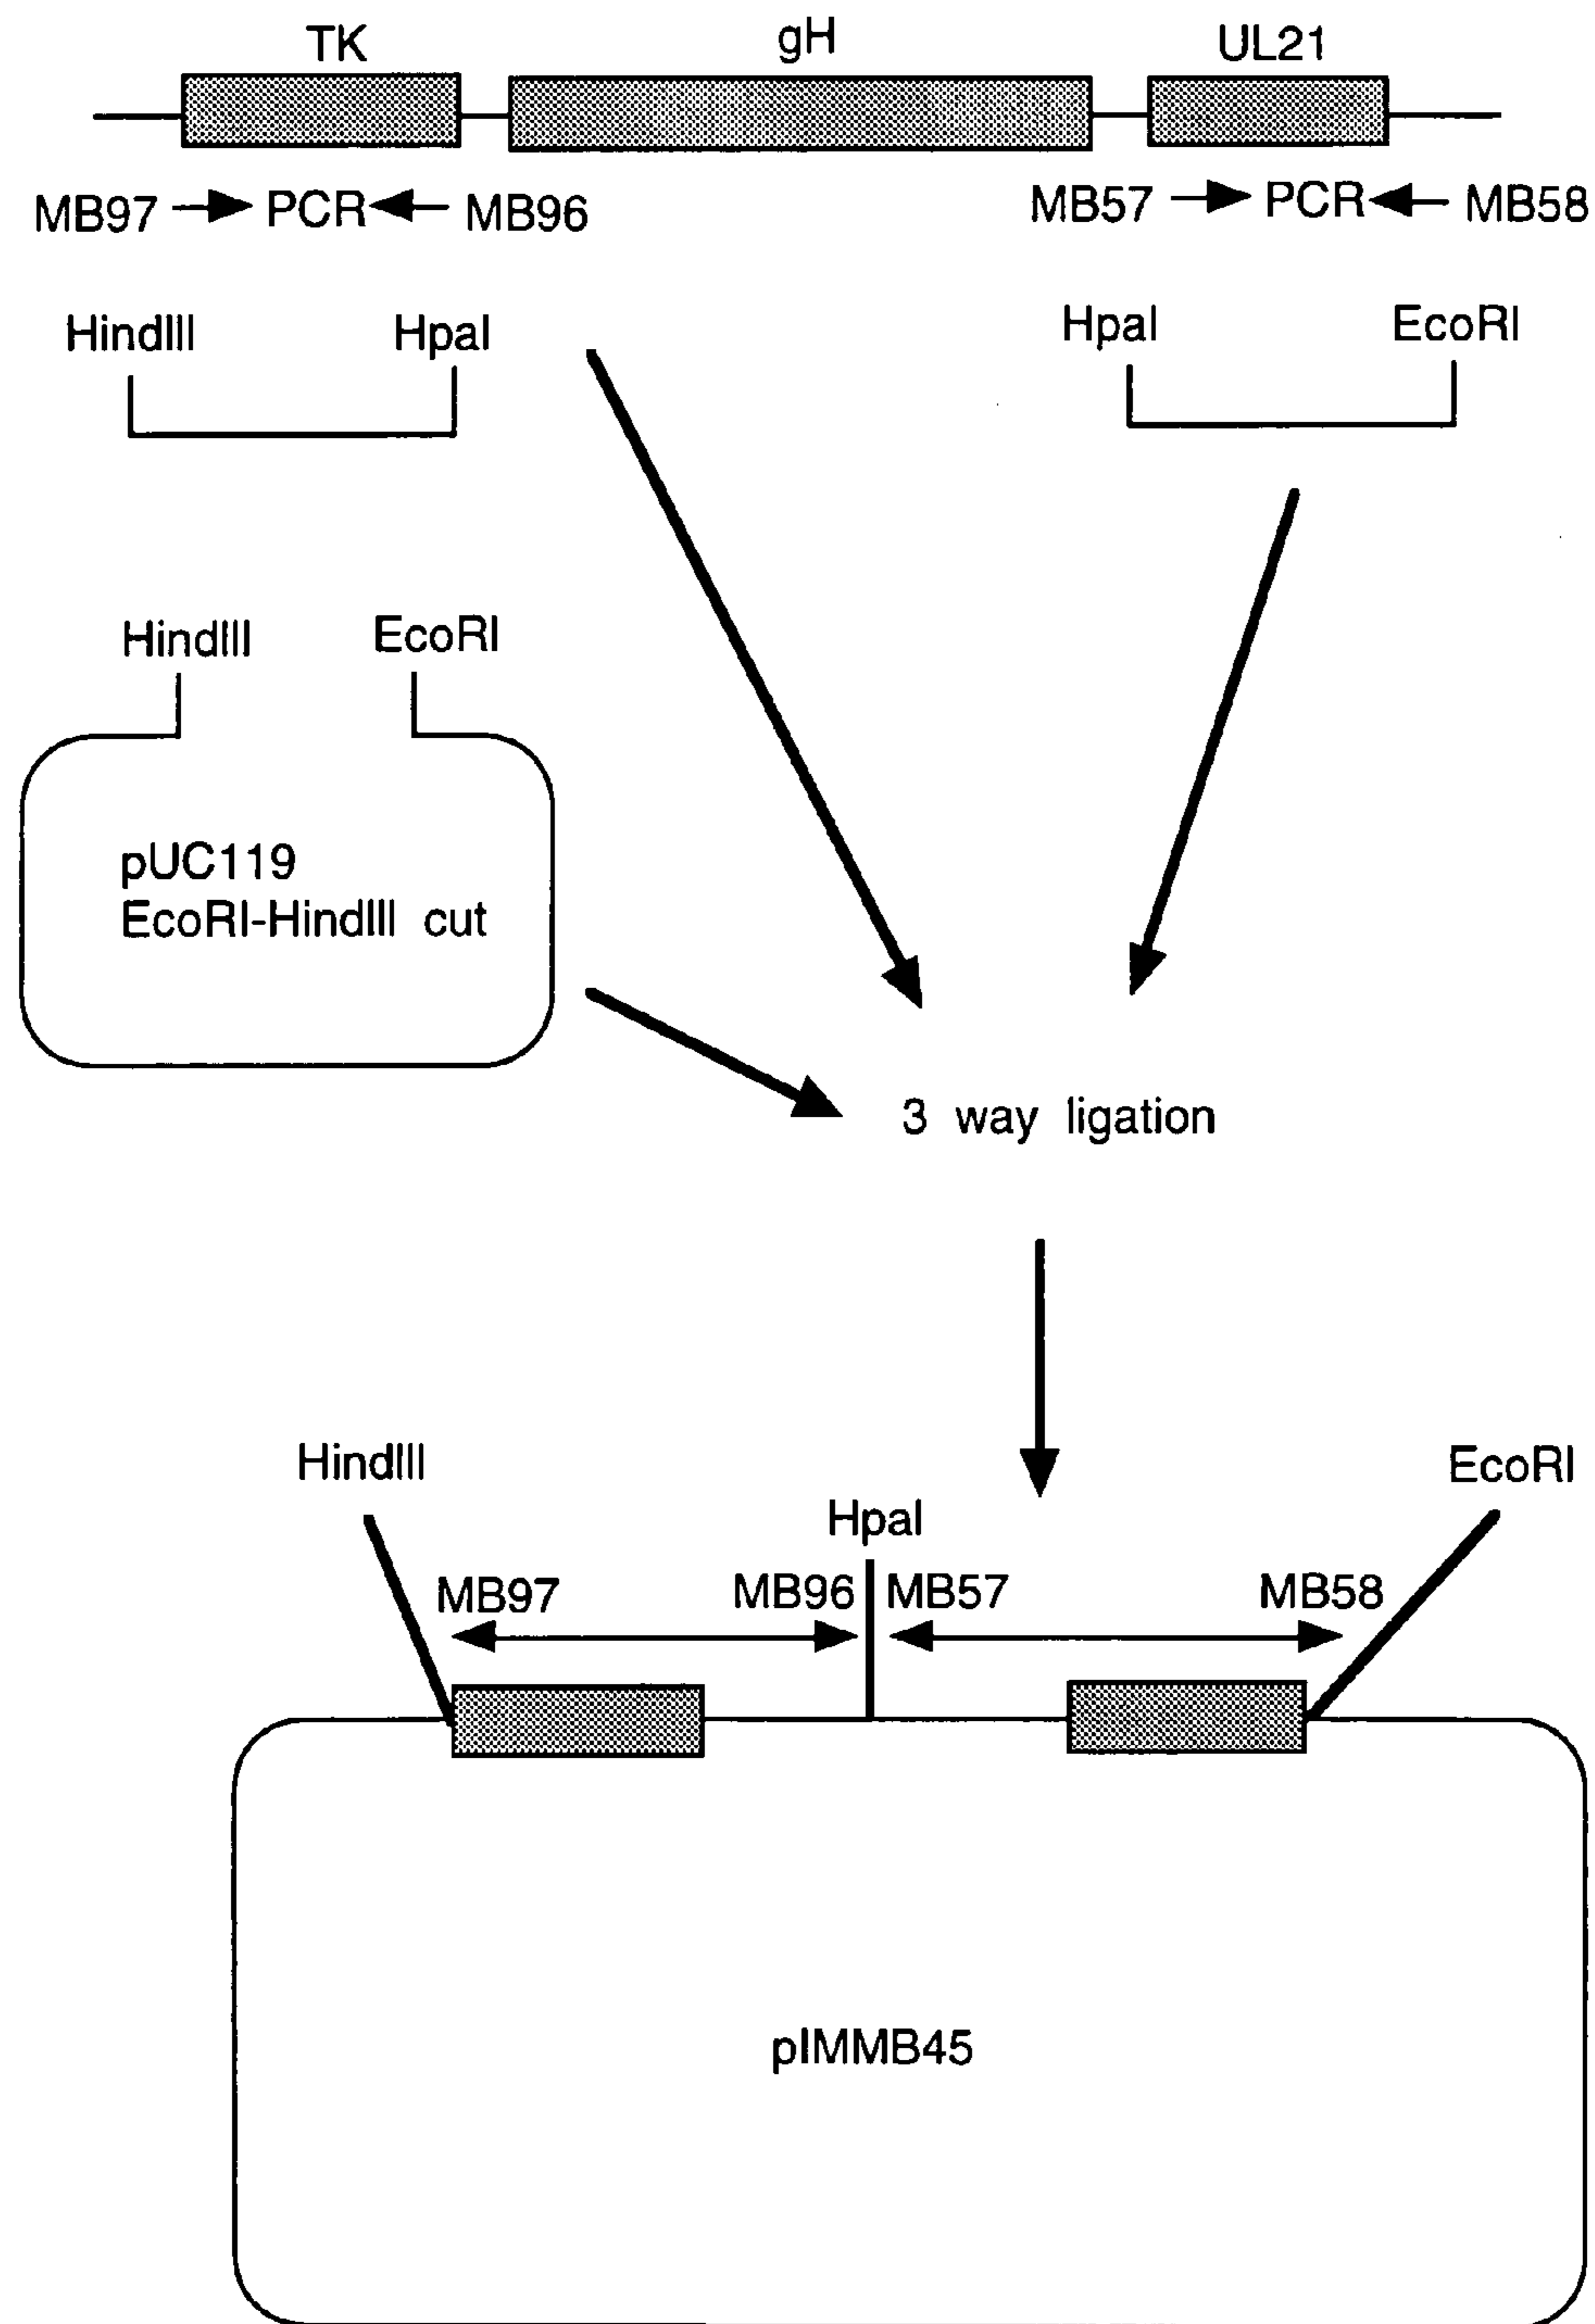 TK gH UL21
MB97 PCR MB96 MB57 PCR MB58
HindIII HpaI HpaI EcoRI
HindIII EcoRI
pUC119
EcoRI-HindIII cut
3 way ligation
HindIII EcoRI
HpaI
MB97 MB96 MB57 MB58
pIMMB45